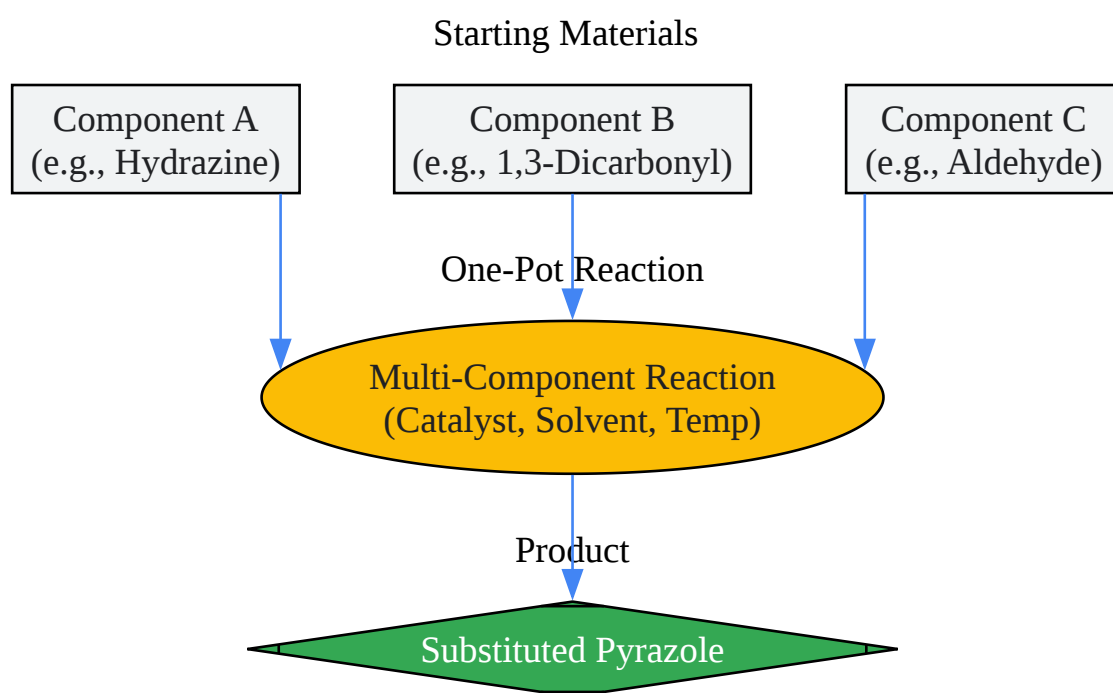 Starting Materials
Component A
(e.g., Hydrazine)
Component B
(e.g., 1,3-Dicarbonyl)
Component C
(e.g., Aldehyde)
One-Pot Reaction
Multi-Component Reaction
(Catalyst, Solvent, Temp)
Product
Substituted Pyrazole